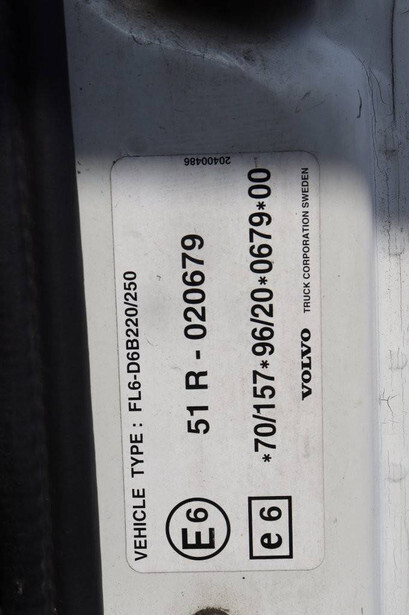 VEHICLE TYPE: FL6-D6B220/250
E6 51 R - 020679
e 6 *70/157*96/20*0679*00
VOLVO TRUCK CORPORATION SWEDEN
20400486